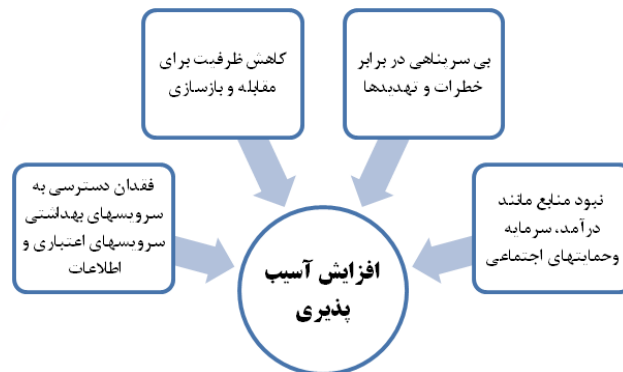 بی سرپناهی در برابر
خطرات و تهدیدها
کاهش ظرفیت برای
مقابله و بازسازی
نبود منابع مانند
درآمد، سرمایه
وحمایتهای اجتماعی
فقدان دسترسی به
سرویسهای بهداشتی
سرویسهای اعتباری و
اطلاعات
افزایش آسیب
پذیری